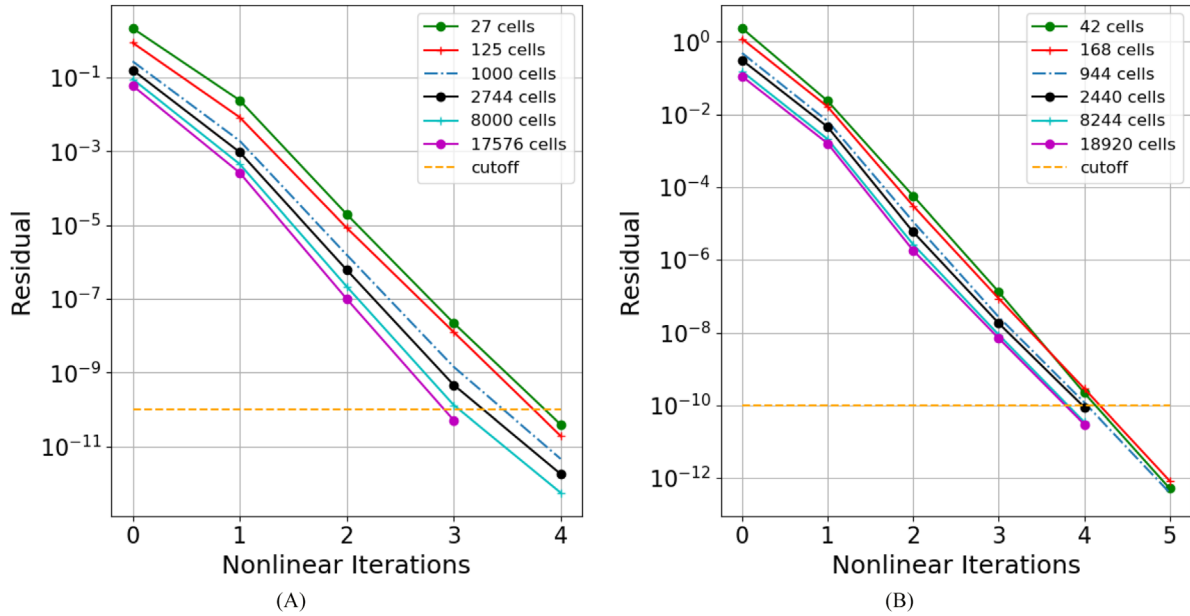 27 cells
125 cells
1000 cells
2744 cells
8000 cells
17576 cells
cutoff
10⁻¹
10⁻³
10⁻⁵
10⁻⁷
10⁻⁹
10⁻¹¹
Residual
0 1 2 3 4
Nonlinear Iterations
(A)
42 cells
168 cells
944 cells
2440 cells
8244 cells
18920 cells
cutoff
10⁰
10⁻²
10⁻⁴
10⁻⁶
10⁻⁸
10⁻¹⁰
10⁻¹²
Residual
0 1 2 3 4 5
Nonlinear Iterations
(B)